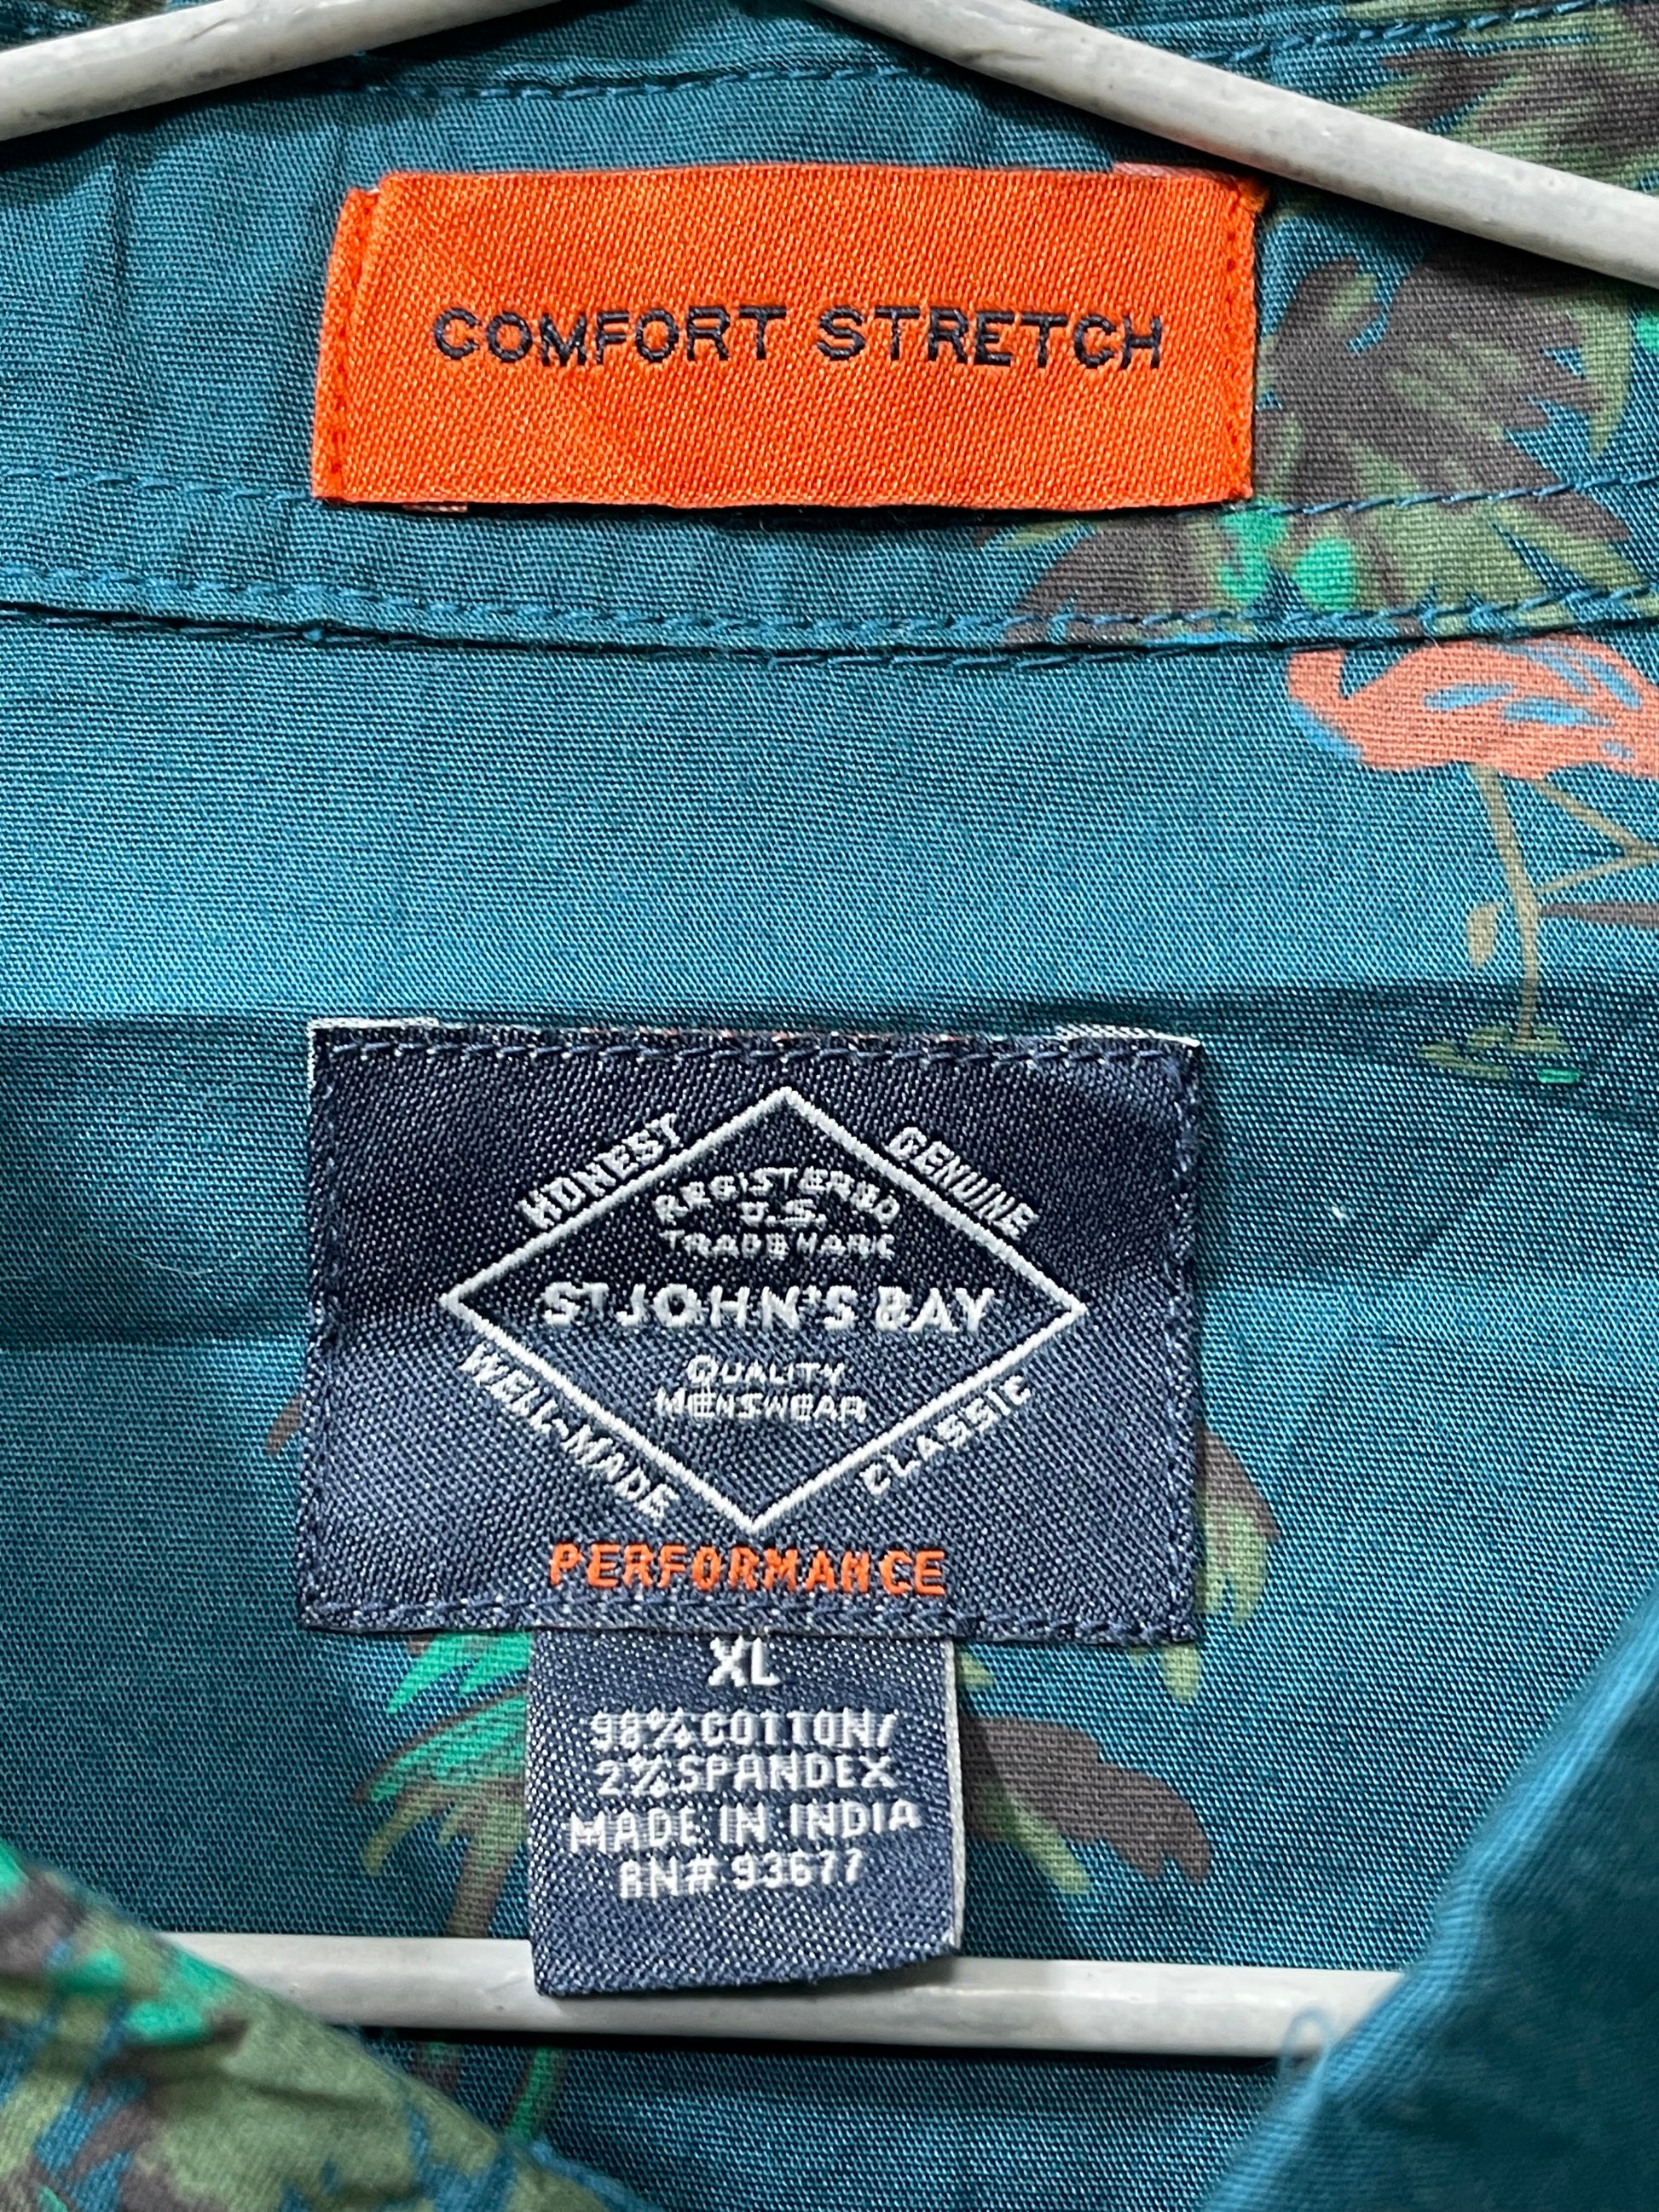 COMFORT STRETCH
HONEST
GENUINE
REGISTERED
U.S.
TRADEMARK
ST JOHN'S BAY
QUALITY
MENSWEAR
WELL-MADE
CLASSIC
PERFORMANCE
XL
98% COTTON/
2% SPANDEX
MADE IN INDIA
RN# 93677